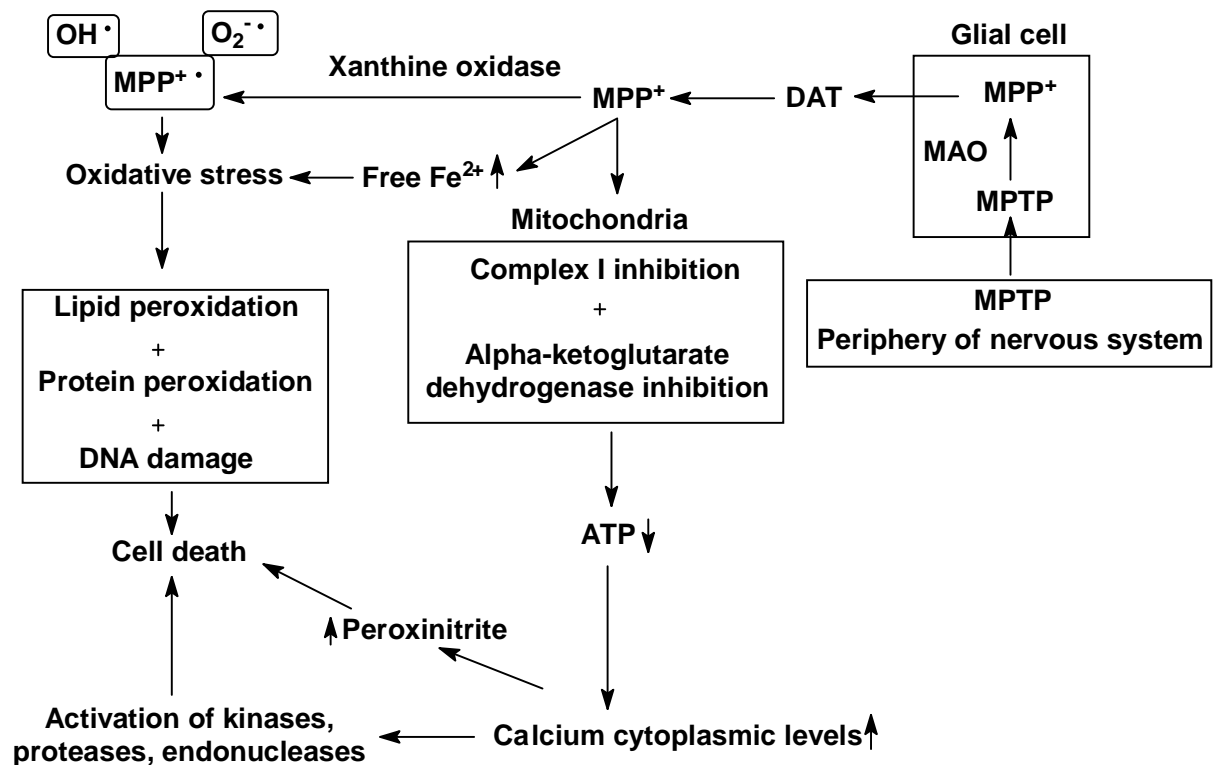 OH•
O₂⁻•
MPP⁺•
Xanthine oxidase
MPP⁺
DAT
Glial cell
MPP⁺
MAO
MPTP
Oxidative stress
Free Fe²⁺
Mitochondria
Complex I inhibition
+
Alpha-ketoglutarate
dehydrogenase inhibition
MPTP
Periphery of nervous system
Lipid peroxidation
+
Protein peroxidation
+
DNA damage
ATP
Cell death
Peroxinitrite
Activation of kinases,
proteases, endonucleases
Calcium cytoplasmic levels